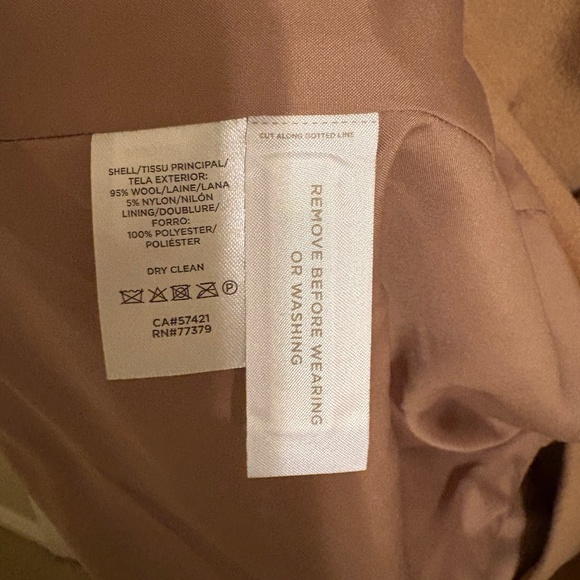 SHELL/TISSU PRINCIPAL/
TELA EXTERIOR:
95% WOOL/LAINE/LANA
5% NYLON/NILÓN
LINING/DOUBLURE/
FORRO:
100% POLYESTER/
POLIÉSTER
DRY CLEAN
P
CA#57421
RN#77379
CUT ALONG DOTTED LINE
REMOVE BEFORE WEARING
OR WASHING